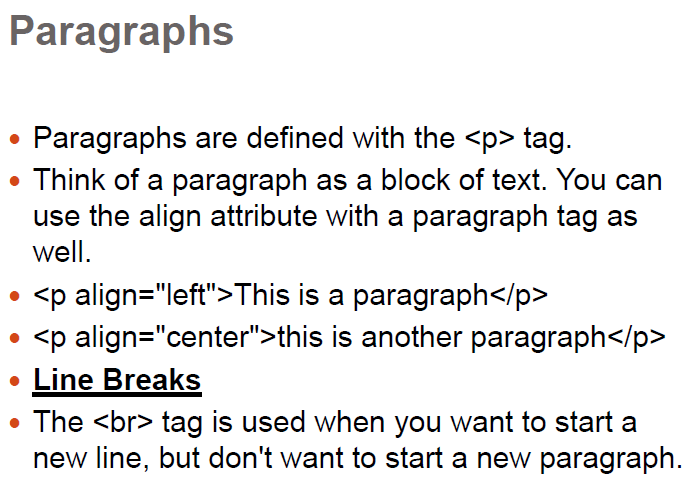 Paragraphs
• Paragraphs are defined with the <p> tag.
• Think of a paragraph as a block of text. You can
use the align attribute with a paragraph tag as
well.
• <p align="left">This is a paragraph</p>
• <p align="center">this is another paragraph</p>
• Line Breaks
• The <br> tag is used when you want to start a
new line, but don't want to start a new paragraph.